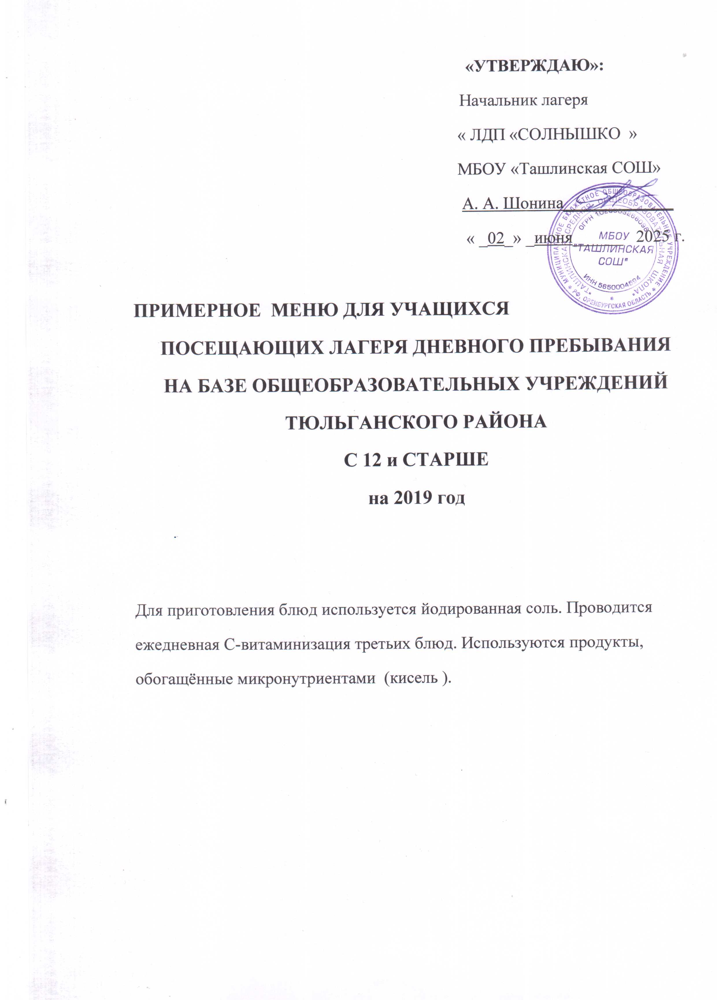 «УТВЕРЖДАЮ»:
Начальник лагеря
« ЛДП «СОЛНЫШКО »
МБОУ «Ташлинская СОШ»
А. А. Шонина____________
« _02_» _июня______ 2025 г.
МУНИЦИПАЛЬНОЕ БЮДЖЕТНОЕ ОБЩЕОБРАЗОВАТЕЛЬНОЕ УЧРЕЖДЕНИЕ
"ТАШЛИНСКАЯ СРЕДНЯЯ ОБЩЕОБРАЗОВАТЕЛЬНАЯ ШКОЛА"
РФ, ОРЕНБУРГСКАЯ ОБЛАСТЬ
ОГРН
МБОУ
"ТАШЛИНСКАЯ
СОШ"
ИНН 5650004594
ПРИМЕРНОЕ МЕНЮ ДЛЯ УЧАЩИХСЯ
ПОСЕЩАЮЩИХ ЛАГЕРЯ ДНЕВНОГО ПРЕБЫВАНИЯ
НА БАЗЕ ОБЩЕОБРАЗОВАТЕЛЬНЫХ УЧРЕЖДЕНИЙ
ТЮЛЬГАНСКОГО РАЙОНА
С 12 и СТАРШЕ
на 2019 год
Для приготовления блюд используется йодированная соль. Проводится
ежедневная С-витаминизация третьих блюд. Используются продукты,
обогащённые микронутриентами (кисель ).